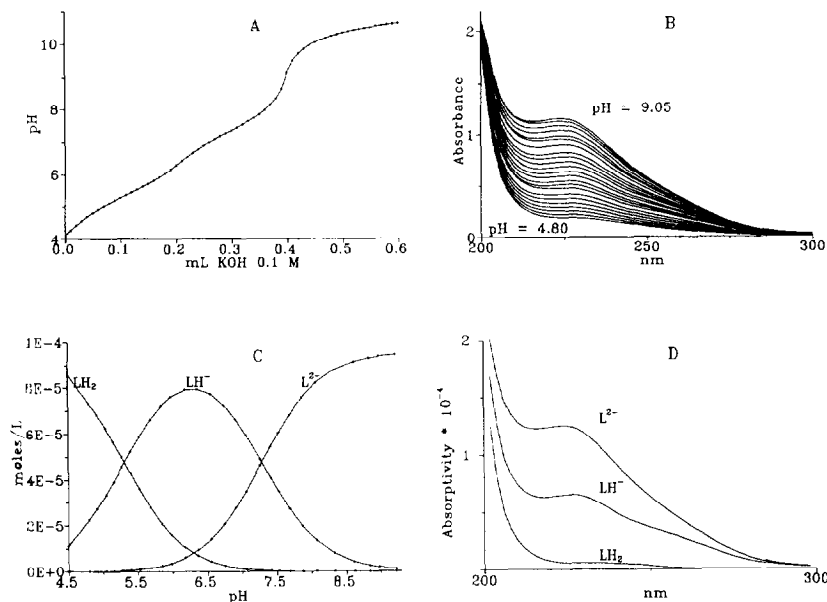 A
10
8
6
4
pH
0.0 0.1 0.2 0.3 0.4 0.5 0.6
mL KOH 0.1 M
B
2
1
0
Absorbance
pH = 9.05
pH = 4.80
200 250 300
nm
C
1E-4
8E-5
6E-5
4E-5
2E-5
0E+0
moles/L
LH₂ LH⁻ L²⁻
4.5 5.5 6.5 7.5 8.5
pH
D
2
1
Absorptivity * 10⁻⁴
L²⁻
LH⁻
LH₂
200 250 300
nm